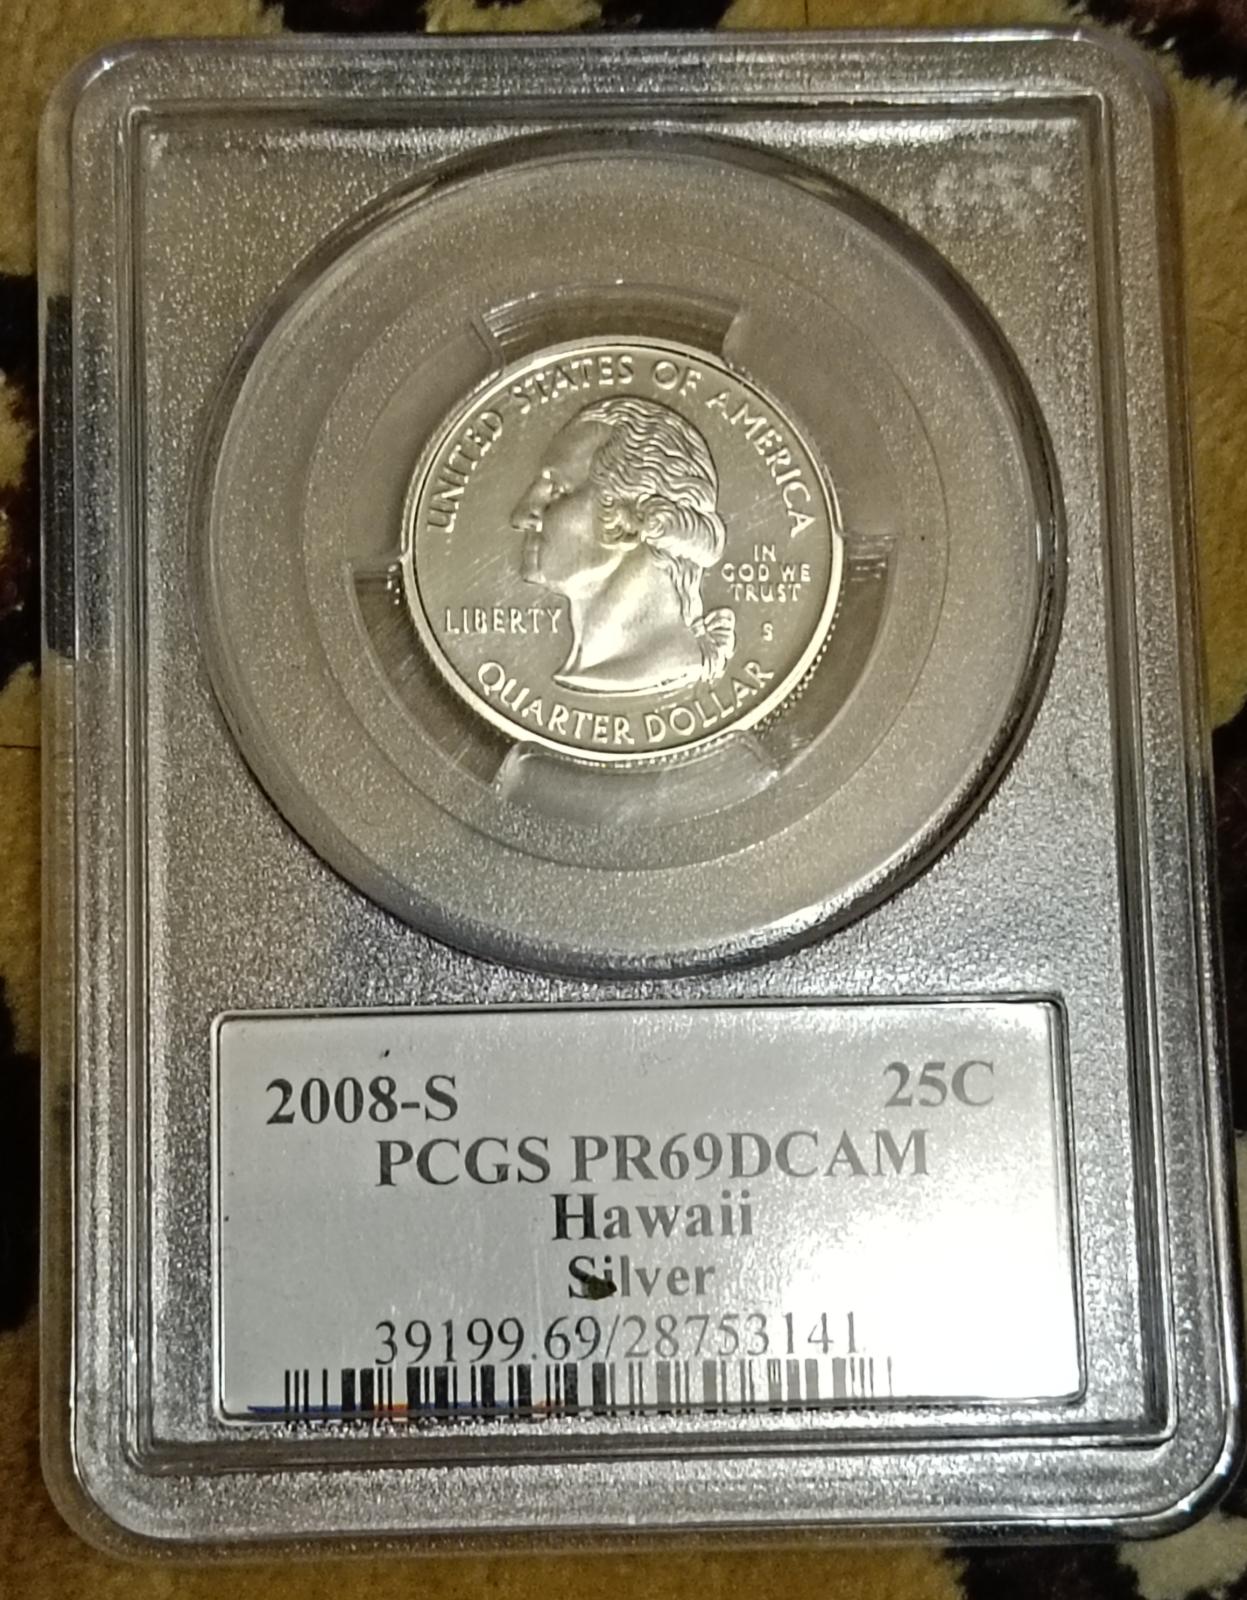 UNITED STATES OF AMERICA
IN
GOD WE
TRUST
LIBERTY
S
QUARTER DOLLAR
2008-S 25C
PCGS PR69DCAM
Hawaii
Silver
39199.69/28753141